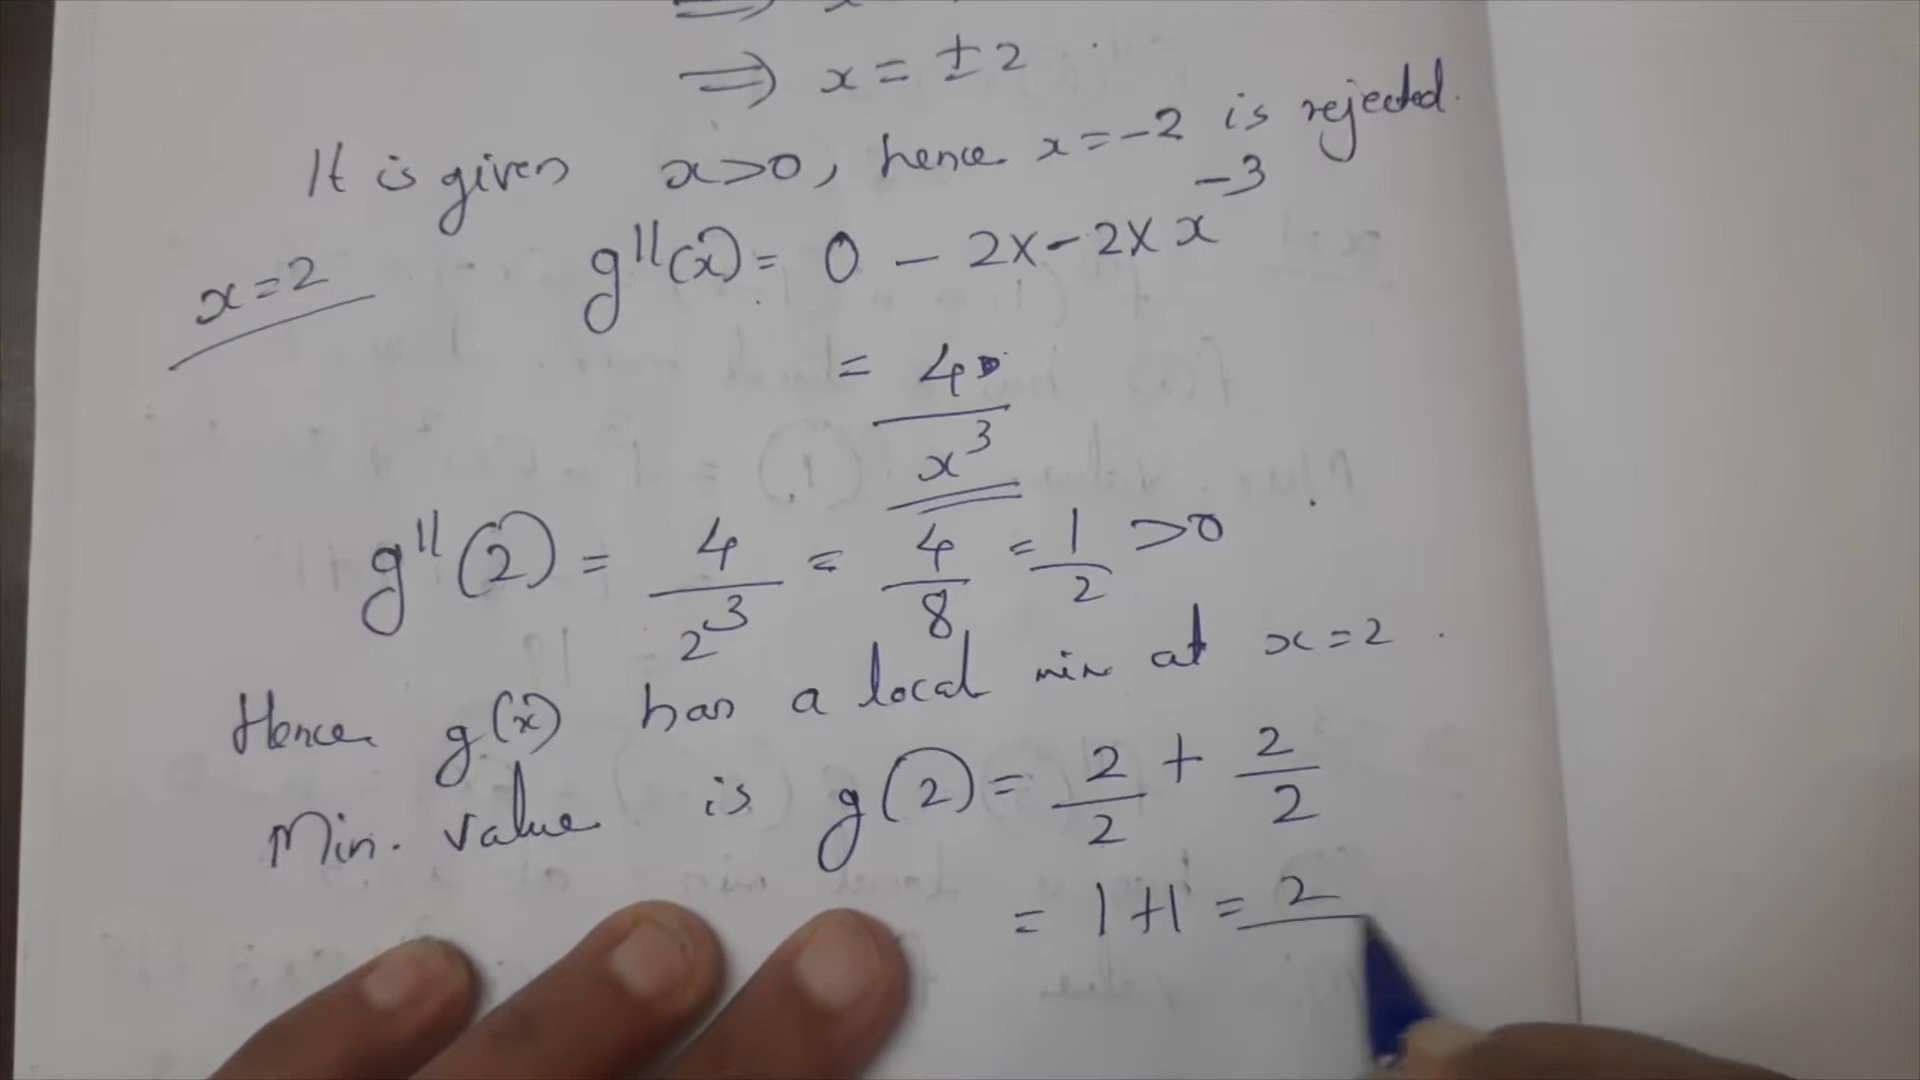 ⇒ x = ±2
It is given x>0, hence x=-2 is rejected.
x=2
g''(x) = 0 - 2x-2x x^-3
= 4/x^3
g''(2) = 4/2^3 = 4/8 = 1/2 >0
Hence g(x) has a local min at x=2.
Min. value is g(2) = 2/2 + 2/2
= 1+1 = 2